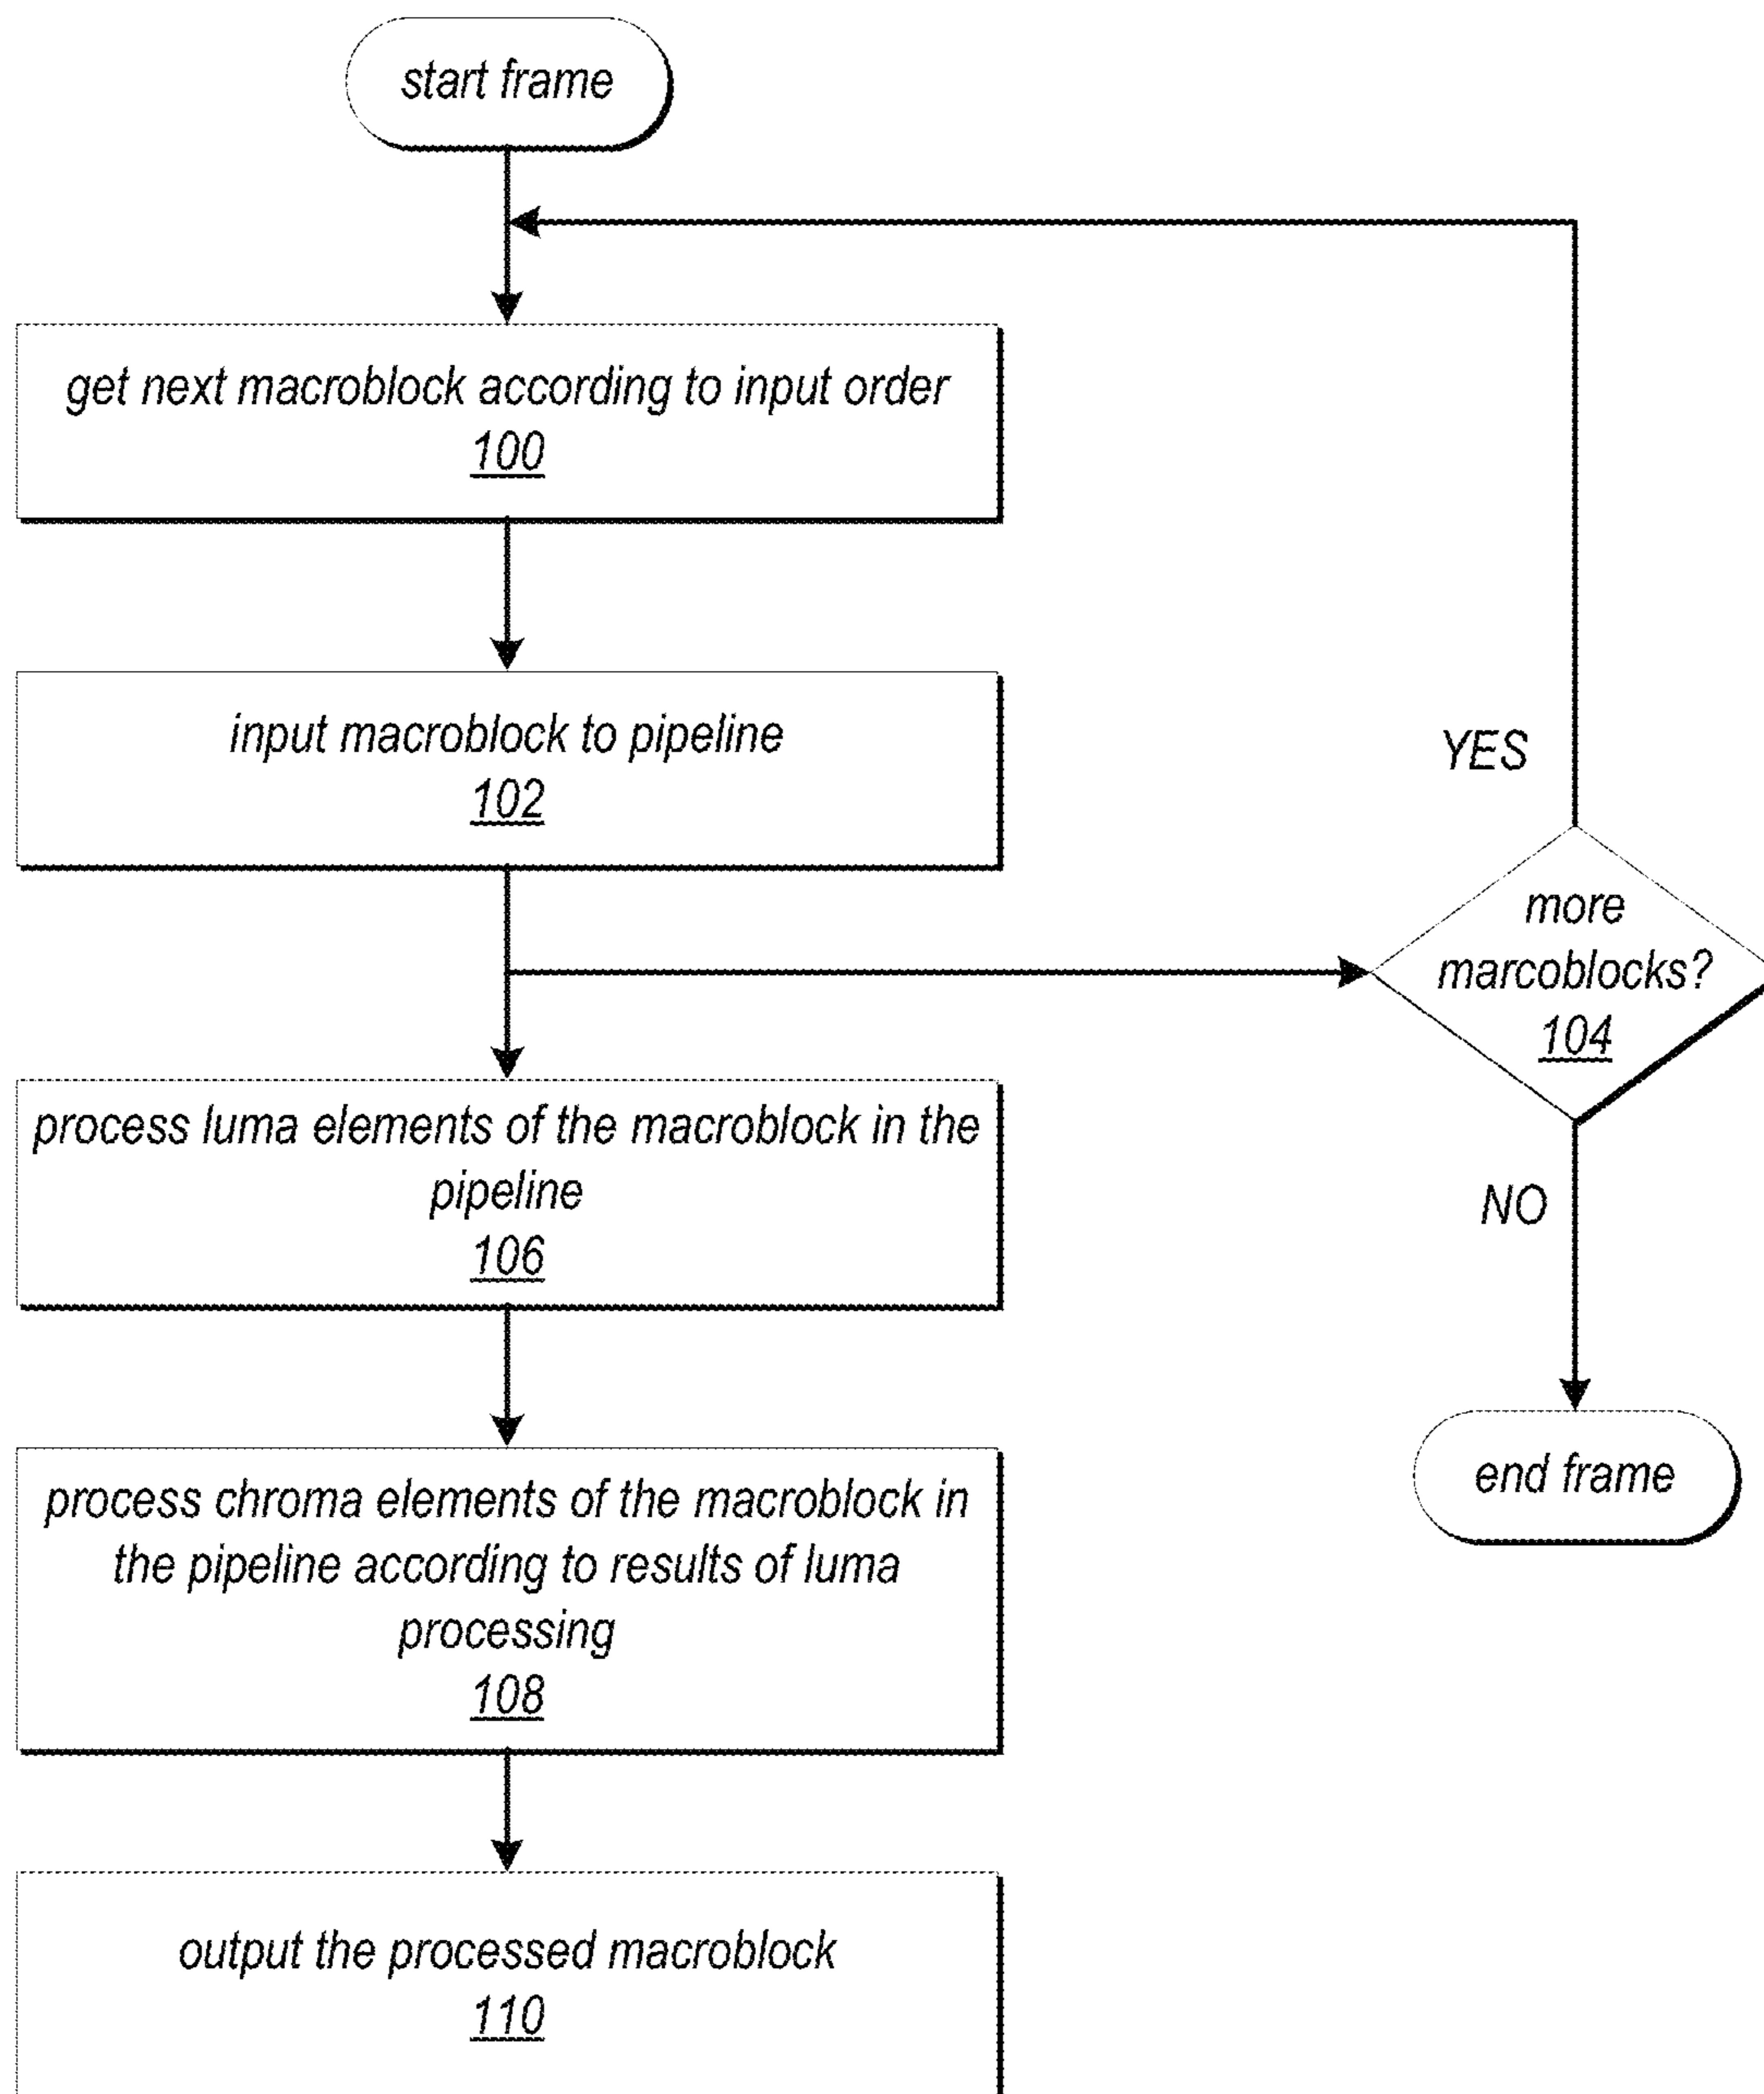 start frame
get next macroblock according to input order
100
input macroblock to pipeline
102
YES
more
marcoblocks?
104
process luma elements of the macroblock in the
pipeline
106
NO
process chroma elements of the macroblock in
the pipeline according to results of luma
processing
108
end frame
output the processed macroblock
110